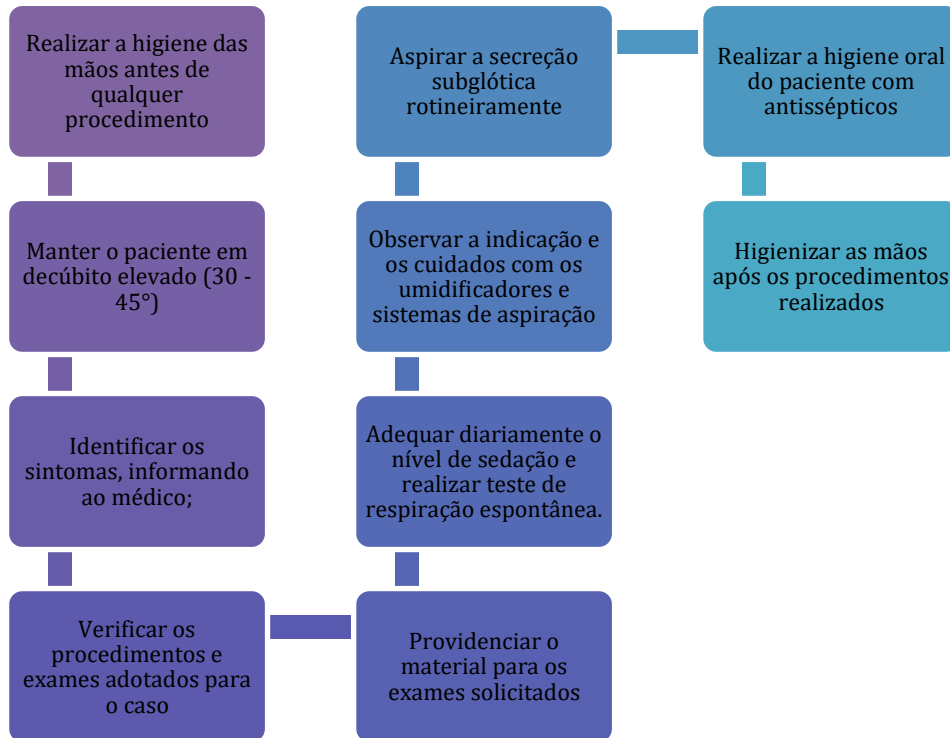 Realizar a higiene das
mãos antes de
qualquer
procedimento
Manter o paciente em
decúbito elevado (30 -
45°)
Identificar os
sintomas, informando
ao médico;
Verificar os
procedimentos e
exames adotados para
o caso
Providenciar o
material para os
exames solicitados
Adequar diariamente o
nível de sedação e
realizar teste de
respiração espontânea.
Observar a indicação e
os cuidados com os
umidificadores e
sistemas de aspiração
Aspirar a secreção
subglótica
rotineiramente
Realizar a higiene oral
do paciente com
antissépticos
Higienizar as mãos
após os procedimentos
realizados